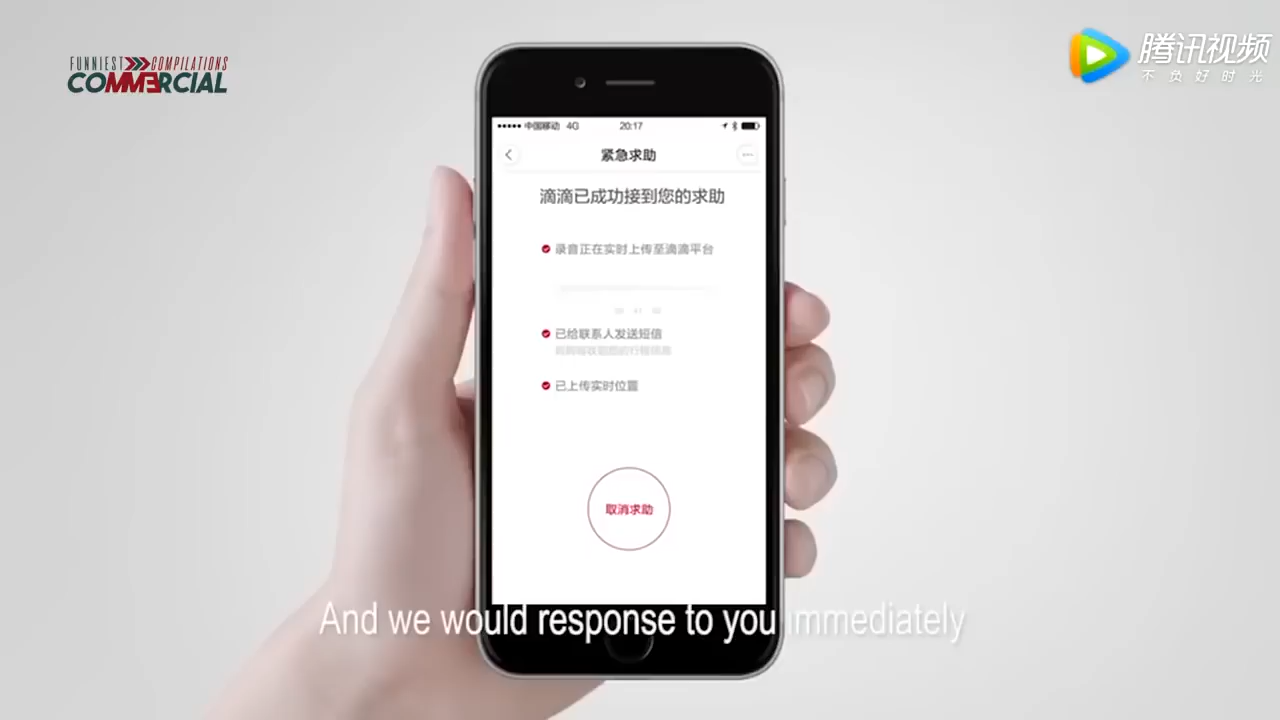 FUNNIEST COMPILATIONS
COMMERCIAL
腾讯视频
不负好时光
中国移动 4G 20:17
紧急求助
滴滴已成功接到您的求助
录音正在实时上传至滴滴平台
已给联系人发送短信
已上传实时位置
取消求助
And we would response to you immediately